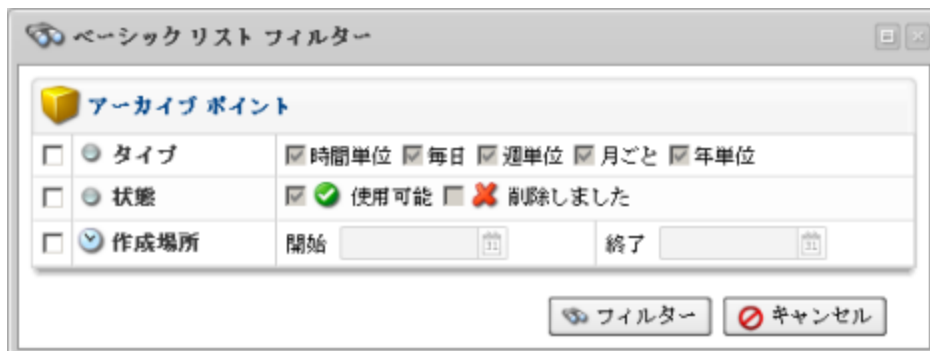 ベーシック リスト フィルター
アーカイブ ポイント
タイプ 時間単位 毎日 週単位 月ごと 年単位
状態 使用可能 削除しました
作成場所 開始 31 終了 31
フィルター キャンセル